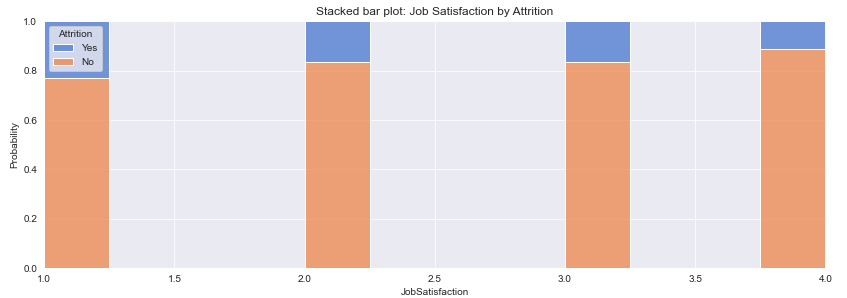 Stacked bar plot: Job Satisfaction by Attrition
Attrition
Yes
No
1.0
0.8
0.6
0.4
0.2
0.0
Probability
1.0 1.5 2.0 2.5 3.0 3.5 4.0
JobSatisfaction